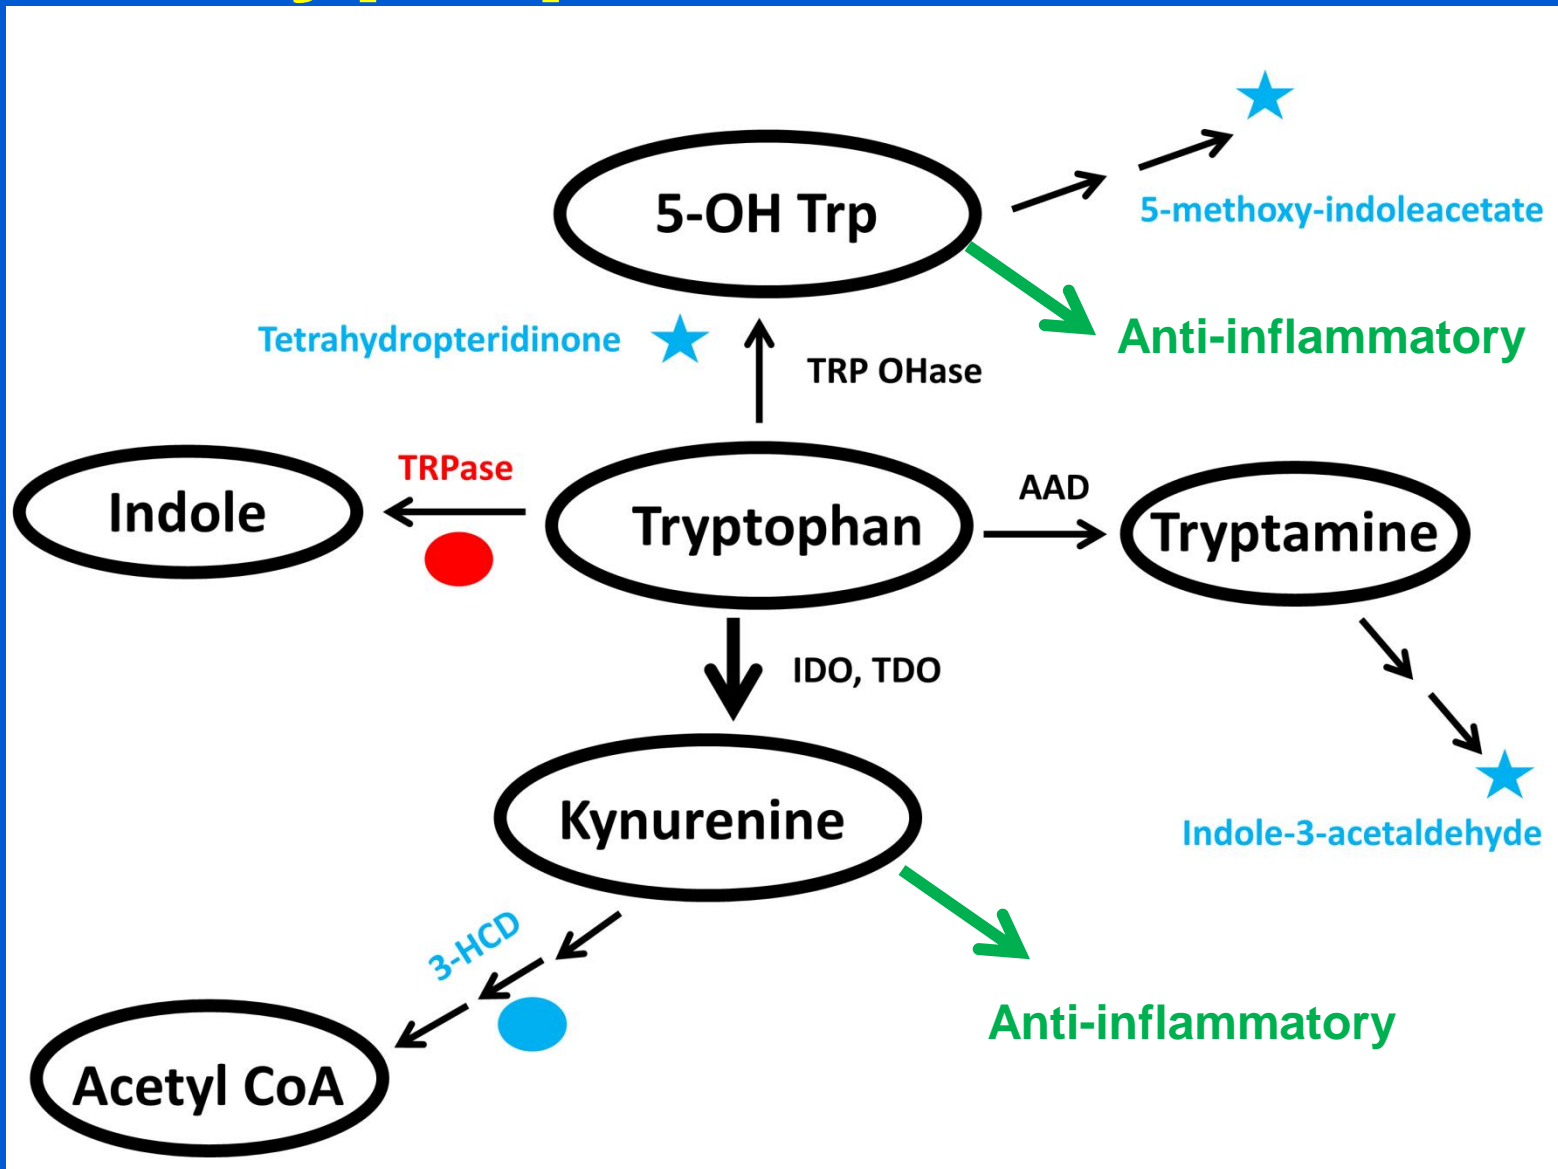 5-OH Trp
5-methoxy-indoleacetate
Tetrahydropteridinone
Anti-inflammatory
TRP OHase
TRPase
AAD
Indole
Tryptophan
Tryptamine
IDO, TDO
Kynurenine
Indole-3-acetaldehyde
3-HCD
Anti-inflammatory
Acetyl CoA